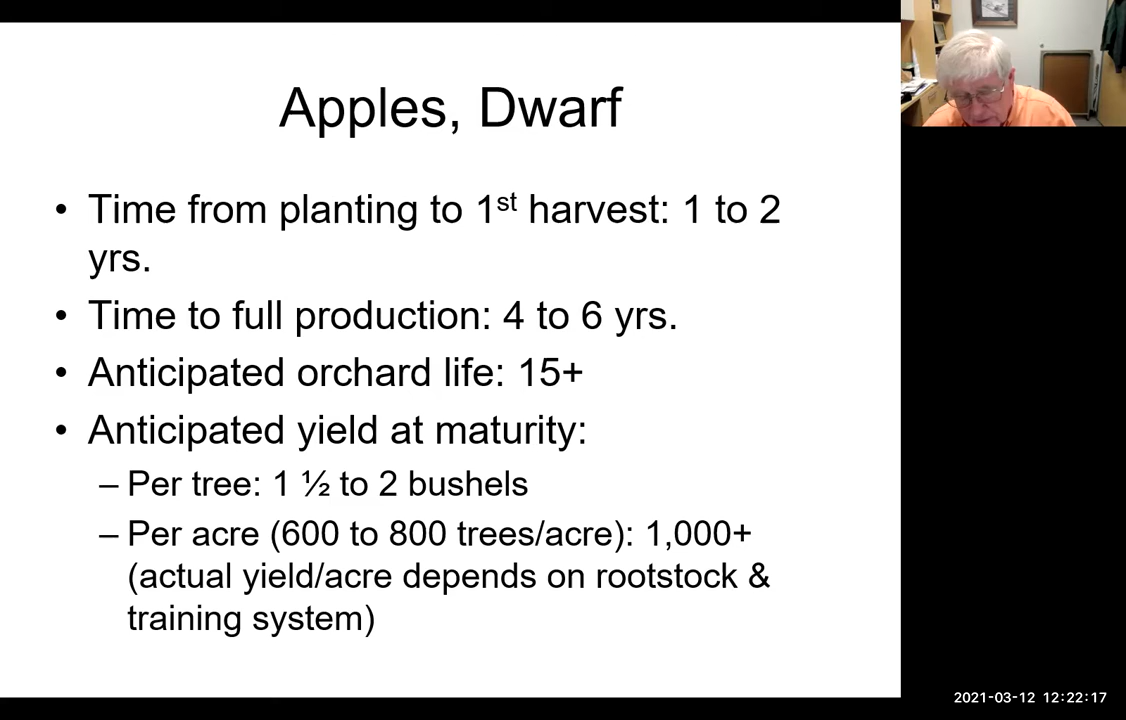 Apples, Dwarf
• Time from planting to 1st harvest: 1 to 2
yrs.
• Time to full production: 4 to 6 yrs.
• Anticipated orchard life: 15+
• Anticipated yield at maturity:
– Per tree: 1 ½ to 2 bushels
– Per acre (600 to 800 trees/acre): 1,000+
(actual yield/acre depends on rootstock &
training system)
2021-03-12 12:22:17